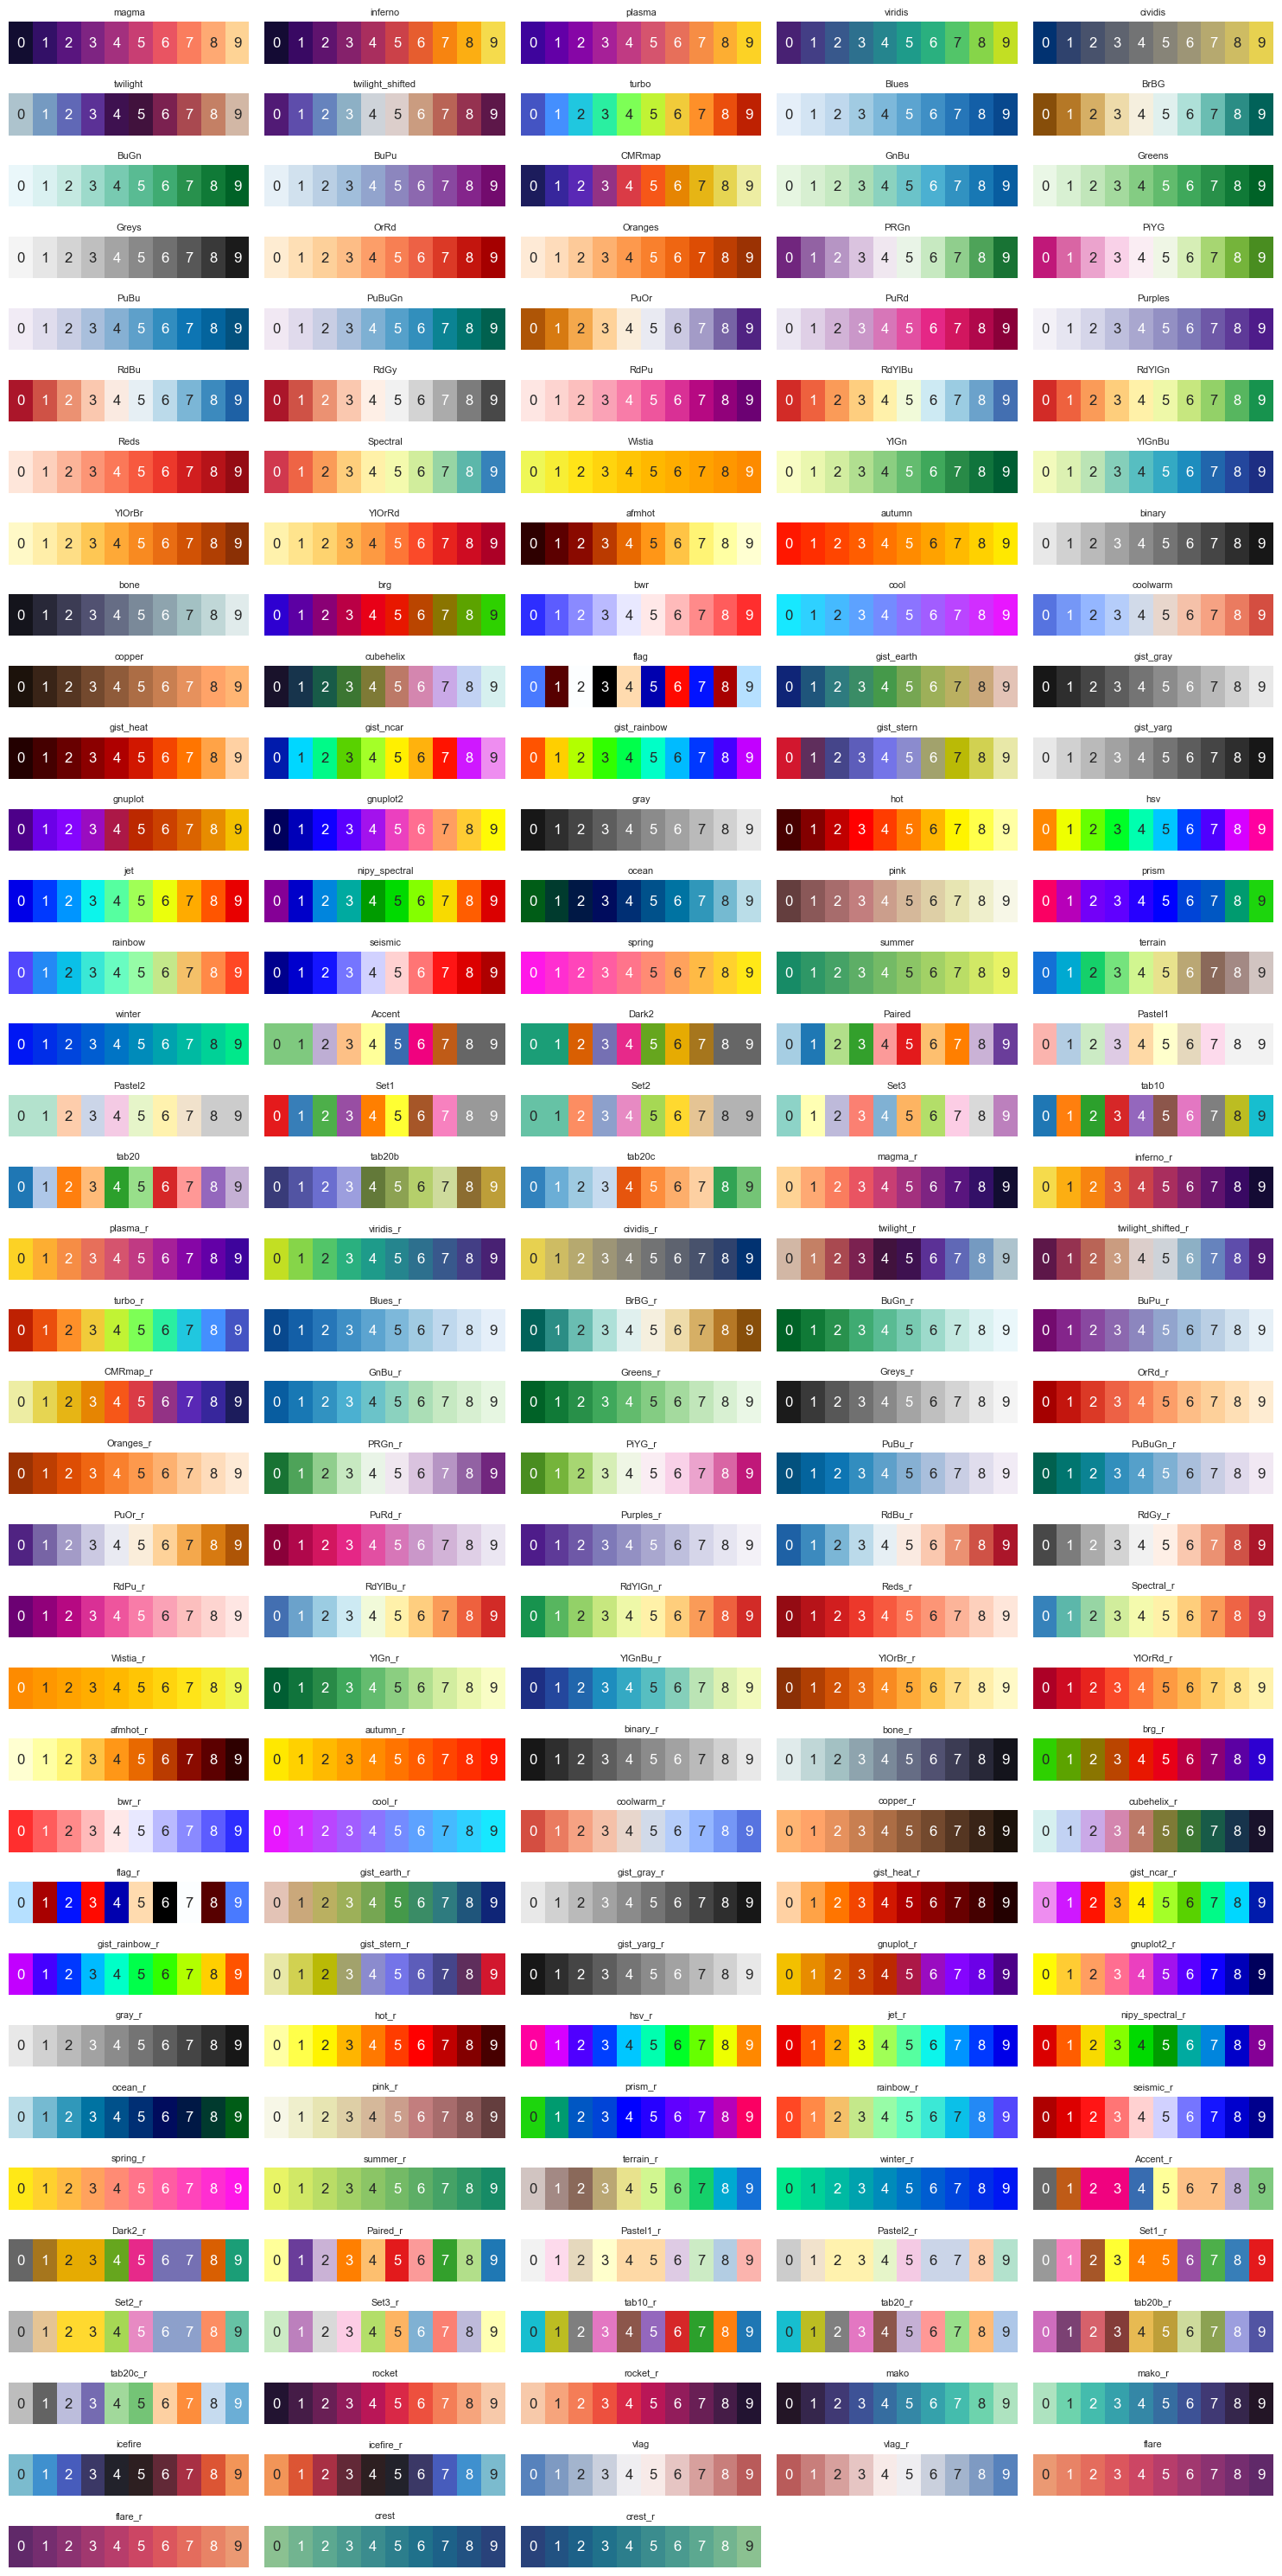 magma inferno plasma viridis cividis
0 1 2 3 4 5 6 7 8 9 0 1 2 3 4 5 6 7 8 9 0 1 2 3 4 5 6 7 8 9 0 1 2 3 4 5 6 7 8 9 0 1 2 3 4 5 6 7 8 9
twilight twilight_shifted turbo Blues BrBG
0 1 2 3 4 5 6 7 8 9 0 1 2 3 4 5 6 7 8 9 0 1 2 3 4 5 6 7 8 9 0 1 2 3 4 5 6 7 8 9 0 1 2 3 4 5 6 7 8 9
BuGn BuPu CMRmap GnBu Greens
0 1 2 3 4 5 6 7 8 9 0 1 2 3 4 5 6 7 8 9 0 1 2 3 4 5 6 7 8 9 0 1 2 3 4 5 6 7 8 9 0 1 2 3 4 5 6 7 8 9
Greys OrRd Oranges PRGn PiYG
0 1 2 3 4 5 6 7 8 9 0 1 2 3 4 5 6 7 8 9 0 1 2 3 4 5 6 7 8 9 0 1 2 3 4 5 6 7 8 9 0 1 2 3 4 5 6 7 8 9
PuBu PuBuGn PuOr PuRd Purples
0 1 2 3 4 5 6 7 8 9 0 1 2 3 4 5 6 7 8 9 0 1 2 3 4 5 6 7 8 9 0 1 2 3 4 5 6 7 8 9 0 1 2 3 4 5 6 7 8 9
RdBu RdGy RdPu RdYlBu RdYlGn
0 1 2 3 4 5 6 7 8 9 0 1 2 3 4 5 6 7 8 9 0 1 2 3 4 5 6 7 8 9 0 1 2 3 4 5 6 7 8 9 0 1 2 3 4 5 6 7 8 9
Reds Spectral Wistia YlGn YlGnBu
0 1 2 3 4 5 6 7 8 9 0 1 2 3 4 5 6 7 8 9 0 1 2 3 4 5 6 7 8 9 0 1 2 3 4 5 6 7 8 9 0 1 2 3 4 5 6 7 8 9
YlOrBr YlOrRd afmhot autumn binary
0 1 2 3 4 5 6 7 8 9 0 1 2 3 4 5 6 7 8 9 0 1 2 3 4 5 6 7 8 9 0 1 2 3 4 5 6 7 8 9 0 1 2 3 4 5 6 7 8 9
bone brg bwr cool coolwarm
0 1 2 3 4 5 6 7 8 9 0 1 2 3 4 5 6 7 8 9 0 1 2 3 4 5 6 7 8 9 0 1 2 3 4 5 6 7 8 9 0 1 2 3 4 5 6 7 8 9
copper cubehelix flag gist_earth gist_gray
0 1 2 3 4 5 6 7 8 9 0 1 2 3 4 5 6 7 8 9 0 1 2 3 4 5 6 7 8 9 0 1 2 3 4 5 6 7 8 9 0 1 2 3 4 5 6 7 8 9
gist_heat gist_ncar gist_rainbow gist_stern gist_yarg
0 1 2 3 4 5 6 7 8 9 0 1 2 3 4 5 6 7 8 9 0 1 2 3 4 5 6 7 8 9 0 1 2 3 4 5 6 7 8 9 0 1 2 3 4 5 6 7 8 9
gnuplot gnuplot2 gray hot hsv
0 1 2 3 4 5 6 7 8 9 0 1 2 3 4 5 6 7 8 9 0 1 2 3 4 5 6 7 8 9 0 1 2 3 4 5 6 7 8 9 0 1 2 3 4 5 6 7 8 9
jet nipy_spectral ocean pink prism
0 1 2 3 4 5 6 7 8 9 0 1 2 3 4 5 6 7 8 9 0 1 2 3 4 5 6 7 8 9 0 1 2 3 4 5 6 7 8 9 0 1 2 3 4 5 6 7 8 9
rainbow seismic spring summer terrain
0 1 2 3 4 5 6 7 8 9 0 1 2 3 4 5 6 7 8 9 0 1 2 3 4 5 6 7 8 9 0 1 2 3 4 5 6 7 8 9 0 1 2 3 4 5 6 7 8 9
winter Accent Dark2 Paired Pastel1
0 1 2 3 4 5 6 7 8 9 0 1 2 3 4 5 6 7 8 9 0 1 2 3 4 5 6 7 8 9 0 1 2 3 4 5 6 7 8 9 0 1 2 3 4 5 6 7 8 9
Pastel2 Set1 Set2 Set3 tab10
0 1 2 3 4 5 6 7 8 9 0 1 2 3 4 5 6 7 8 9 0 1 2 3 4 5 6 7 8 9 0 1 2 3 4 5 6 7 8 9 0 1 2 3 4 5 6 7 8 9
tab20 tab20b tab20c magma_r inferno_r
0 1 2 3 4 5 6 7 8 9 0 1 2 3 4 5 6 7 8 9 0 1 2 3 4 5 6 7 8 9 0 1 2 3 4 5 6 7 8 9 0 1 2 3 4 5 6 7 8 9
plasma_r viridis_r cividis_r twilight_r twilight_shifted_r
0 1 2 3 4 5 6 7 8 9 0 1 2 3 4 5 6 7 8 9 0 1 2 3 4 5 6 7 8 9 0 1 2 3 4 5 6 7 8 9 0 1 2 3 4 5 6 7 8 9
turbo_r Blues_r BrBG_r BuGn_r BuPu_r
0 1 2 3 4 5 6 7 8 9 0 1 2 3 4 5 6 7 8 9 0 1 2 3 4 5 6 7 8 9 0 1 2 3 4 5 6 7 8 9 0 1 2 3 4 5 6 7 8 9
CMRmap_r GnBu_r Greens_r Greys_r OrRd_r
0 1 2 3 4 5 6 7 8 9 0 1 2 3 4 5 6 7 8 9 0 1 2 3 4 5 6 7 8 9 0 1 2 3 4 5 6 7 8 9 0 1 2 3 4 5 6 7 8 9
Oranges_r PRGn_r PiYG_r PuBu_r PuBuGn_r
0 1 2 3 4 5 6 7 8 9 0 1 2 3 4 5 6 7 8 9 0 1 2 3 4 5 6 7 8 9 0 1 2 3 4 5 6 7 8 9 0 1 2 3 4 5 6 7 8 9
PuOr_r PuRd_r Purples_r RdBu_r RdGy_r
0 1 2 3 4 5 6 7 8 9 0 1 2 3 4 5 6 7 8 9 0 1 2 3 4 5 6 7 8 9 0 1 2 3 4 5 6 7 8 9 0 1 2 3 4 5 6 7 8 9
RdPu_r RdYlBu_r RdYlGn_r Reds_r Spectral_r
0 1 2 3 4 5 6 7 8 9 0 1 2 3 4 5 6 7 8 9 0 1 2 3 4 5 6 7 8 9 0 1 2 3 4 5 6 7 8 9 0 1 2 3 4 5 6 7 8 9
Wistia_r YlGn_r YlGnBu_r YlOrBr_r YlOrRd_r
0 1 2 3 4 5 6 7 8 9 0 1 2 3 4 5 6 7 8 9 0 1 2 3 4 5 6 7 8 9 0 1 2 3 4 5 6 7 8 9 0 1 2 3 4 5 6 7 8 9
afmhot_r autumn_r binary_r bone_r brg_r
0 1 2 3 4 5 6 7 8 9 0 1 2 3 4 5 6 7 8 9 0 1 2 3 4 5 6 7 8 9 0 1 2 3 4 5 6 7 8 9 0 1 2 3 4 5 6 7 8 9
bwr_r cool_r coolwarm_r copper_r cubehelix_r
0 1 2 3 4 5 6 7 8 9 0 1 2 3 4 5 6 7 8 9 0 1 2 3 4 5 6 7 8 9 0 1 2 3 4 5 6 7 8 9 0 1 2 3 4 5 6 7 8 9
flag_r gist_earth_r gist_gray_r gist_heat_r gist_ncar_r
0 1 2 3 4 5 6 7 8 9 0 1 2 3 4 5 6 7 8 9 0 1 2 3 4 5 6 7 8 9 0 1 2 3 4 5 6 7 8 9 0 1 2 3 4 5 6 7 8 9
gist_rainbow_r gist_stern_r gist_yarg_r gnuplot_r gnuplot2_r
0 1 2 3 4 5 6 7 8 9 0 1 2 3 4 5 6 7 8 9 0 1 2 3 4 5 6 7 8 9 0 1 2 3 4 5 6 7 8 9 0 1 2 3 4 5 6 7 8 9
gray_r hot_r hsv_r jet_r nipy_spectral_r
0 1 2 3 4 5 6 7 8 9 0 1 2 3 4 5 6 7 8 9 0 1 2 3 4 5 6 7 8 9 0 1 2 3 4 5 6 7 8 9 0 1 2 3 4 5 6 7 8 9
ocean_r pink_r prism_r rainbow_r seismic_r
0 1 2 3 4 5 6 7 8 9 0 1 2 3 4 5 6 7 8 9 0 1 2 3 4 5 6 7 8 9 0 1 2 3 4 5 6 7 8 9 0 1 2 3 4 5 6 7 8 9
spring_r summer_r terrain_r winter_r Accent_r
0 1 2 3 4 5 6 7 8 9 0 1 2 3 4 5 6 7 8 9 0 1 2 3 4 5 6 7 8 9 0 1 2 3 4 5 6 7 8 9 0 1 2 3 4 5 6 7 8 9
Dark2_r Paired_r Pastel1_r Pastel2_r Set1_r
0 1 2 3 4 5 6 7 8 9 0 1 2 3 4 5 6 7 8 9 0 1 2 3 4 5 6 7 8 9 0 1 2 3 4 5 6 7 8 9 0 1 2 3 4 5 6 7 8 9
Set2_r Set3_r tab10_r tab20_r tab20b_r
0 1 2 3 4 5 6 7 8 9 0 1 2 3 4 5 6 7 8 9 0 1 2 3 4 5 6 7 8 9 0 1 2 3 4 5 6 7 8 9 0 1 2 3 4 5 6 7 8 9
tab20c_r rocket rocket_r mako mako_r
0 1 2 3 4 5 6 7 8 9 0 1 2 3 4 5 6 7 8 9 0 1 2 3 4 5 6 7 8 9 0 1 2 3 4 5 6 7 8 9 0 1 2 3 4 5 6 7 8 9
icefire icefire_r vlag vlag_r flare
0 1 2 3 4 5 6 7 8 9 0 1 2 3 4 5 6 7 8 9 0 1 2 3 4 5 6 7 8 9 0 1 2 3 4 5 6 7 8 9 0 1 2 3 4 5 6 7 8 9
flare_r crest crest_r
0 1 2 3 4 5 6 7 8 9 0 1 2 3 4 5 6 7 8 9 0 1 2 3 4 5 6 7 8 9